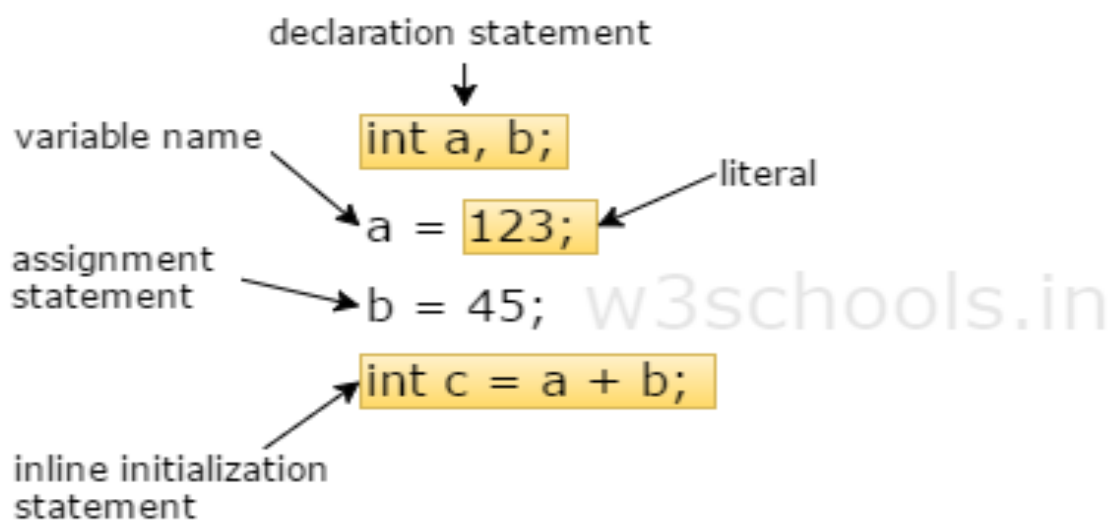 declaration statement
int a, b;
variable name
literal
a = 123;
assignment
statement
b = 45;
w3schools.in
int c = a + b;
inline initialization
statement